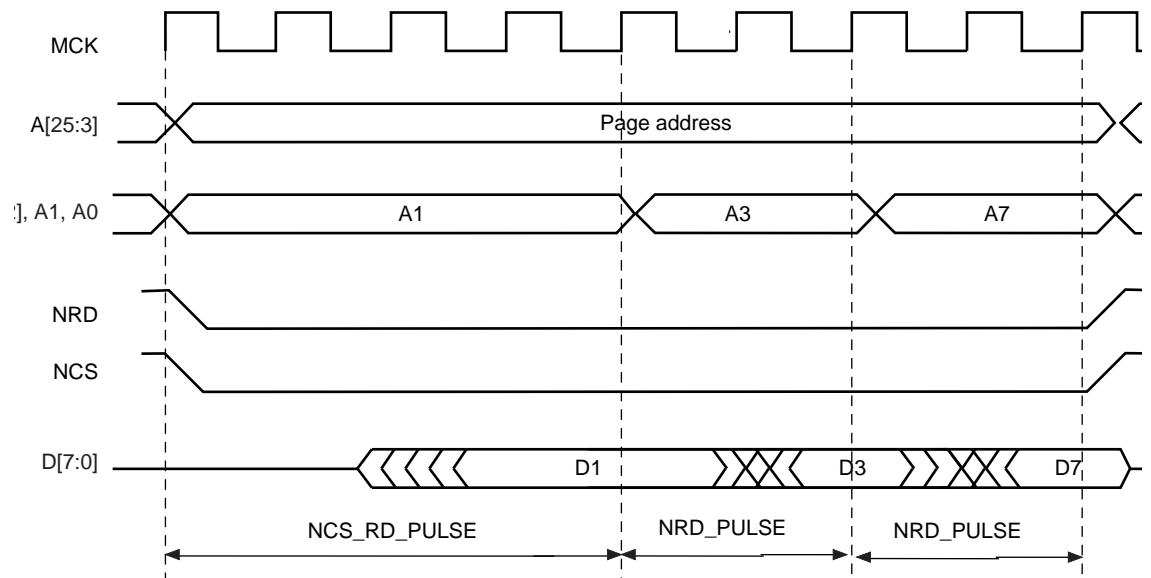 MCK
A[25:3]
Page address
], A1, A0
A1
A3
A7
NRD
NCS
D[7:0]
D1
D3
D7
NCS_RD_PULSE
NRD_PULSE
NRD_PULSE